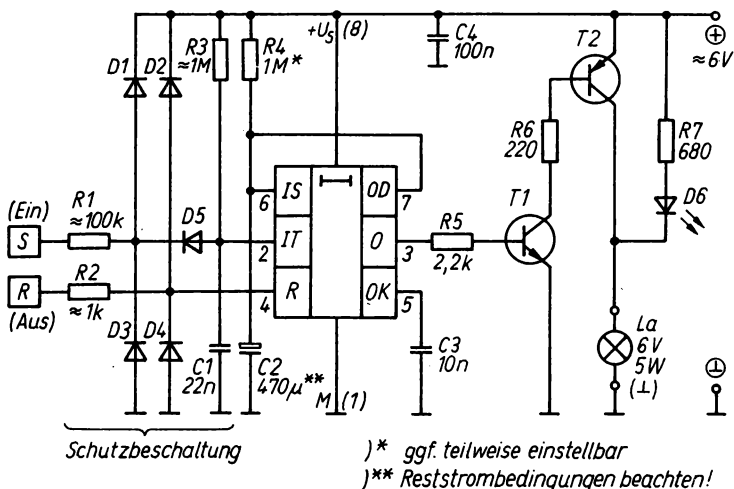 +U_S (8)
C4
100n
T2
⊕
≈6V
D1
D2
R3
≈1M
R4
1M*
R6
220
R7
680
D6
T1
(Ein)
S
R1
≈100k
D5
6
IS
OD
7
2
IT
O
3
R5
2,2k
R
(Aus)
R2
≈1k
4
R
OK
5
D3
D4
C1
22n
C2
470µ**
M (1)
C3
10n
La
6V
5W
(⊥)
Schutzbeschaltung
)* ggf. teilweise einstellbar
)** Reststrombedingungen beachten!